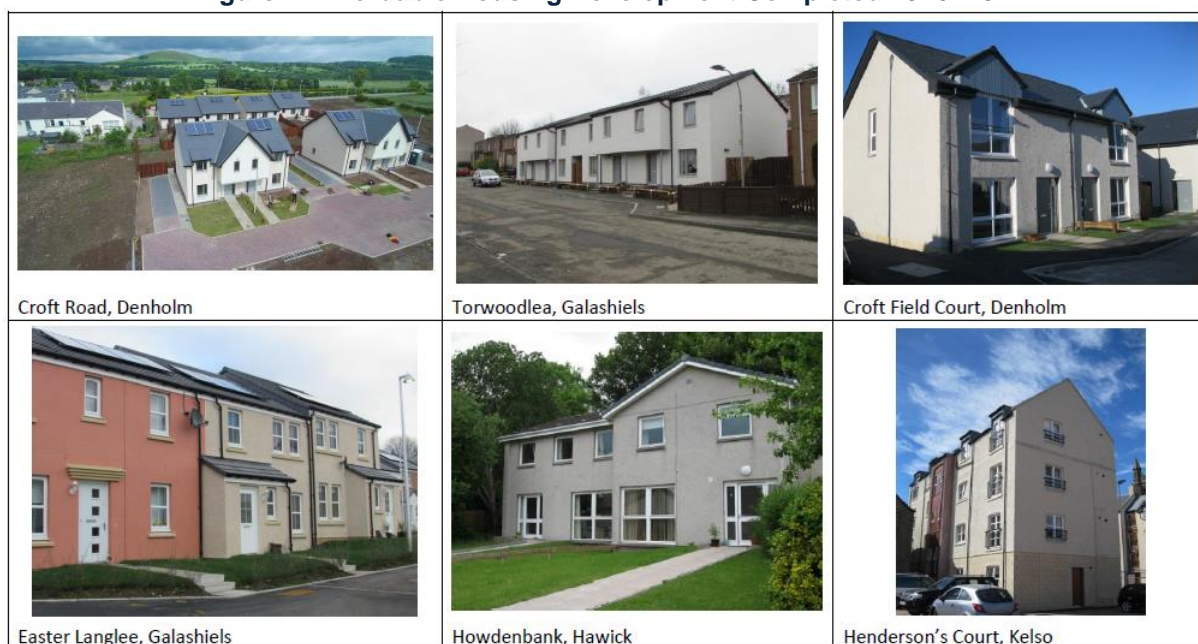 Croft Road, Denholm
Torwoodlea, Galashiels
Croft Field Court, Denholm
Easter Langlee, Galashiels
Howdenbank, Hawick
Henderson's Court, Kelso